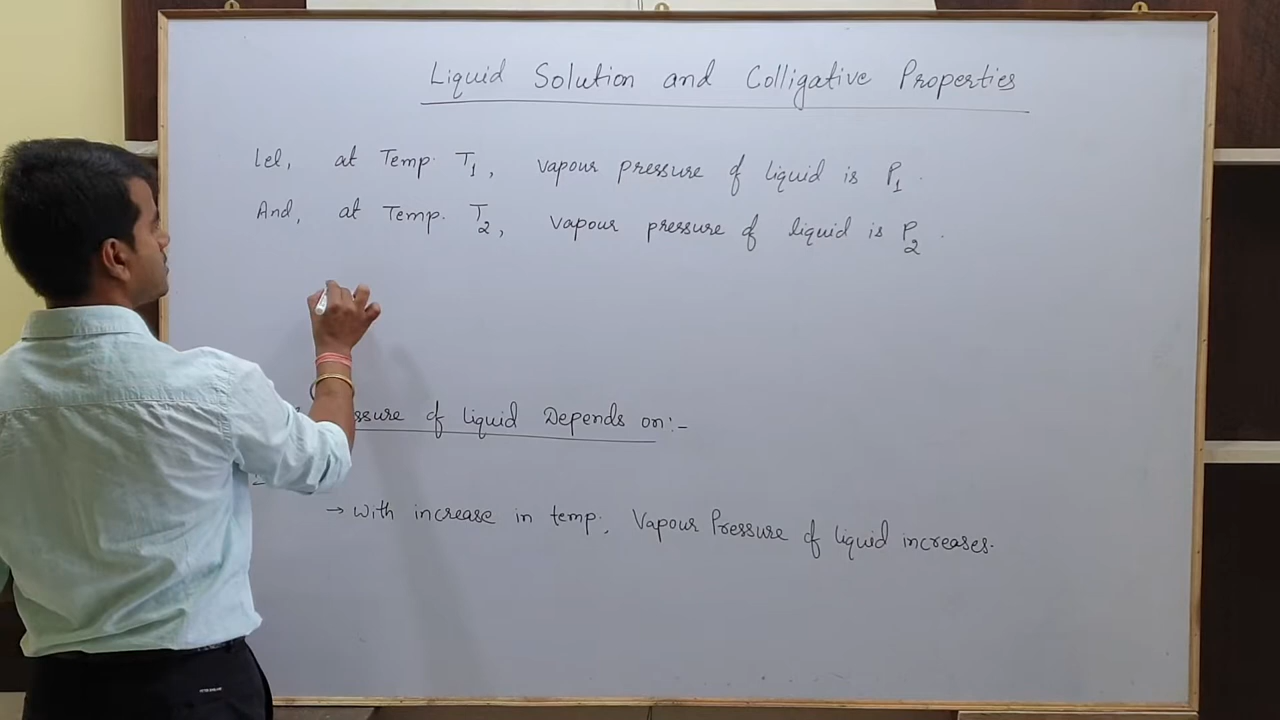 Liquid Solution and Colligative Properties
Let, at Temp. T1, vapour pressure of liquid is P1.
And, at Temp. T2, vapour pressure of liquid is P2.
of liquid Depends on:-
→ With increase in temp., Vapour Pressure of liquid increases.